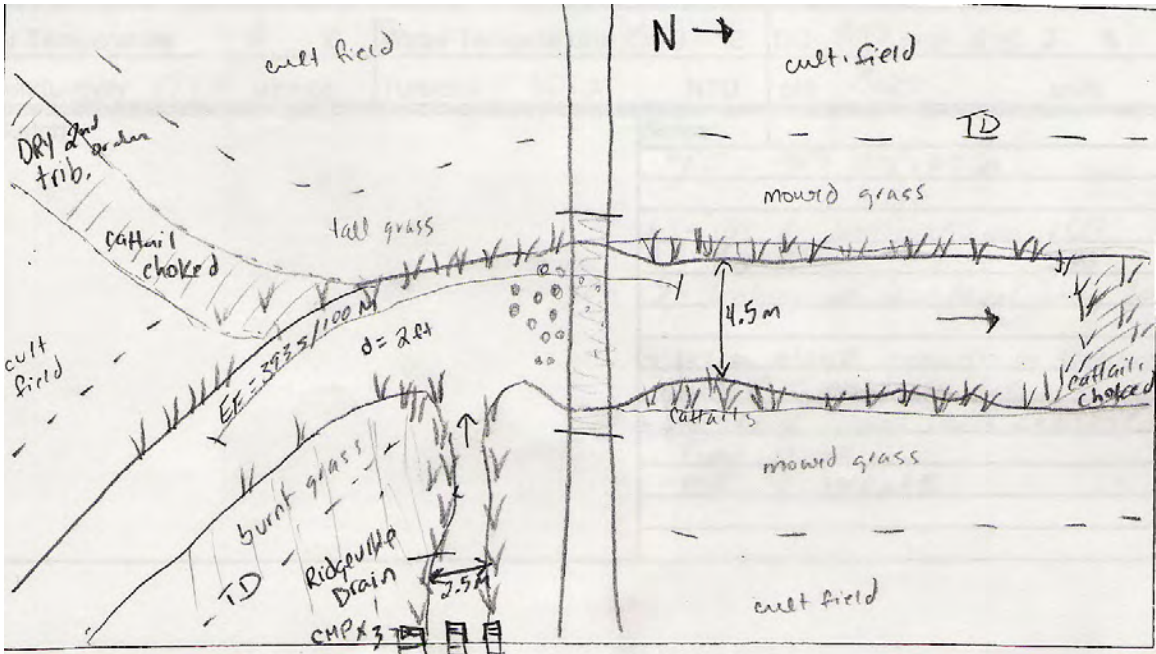 cult field
N →
cult. field
TD
DRY 2nd order
trib.
mowed grass
tall grass
cattail
choked
4.5 m
EF = 393 s/100 M
d = 2 ft
cult
field
cattail
choked
cattails
burnt grass
mowed grass
TD
Ridgeville
Drain
2.5 m
CMP x 3
cult field